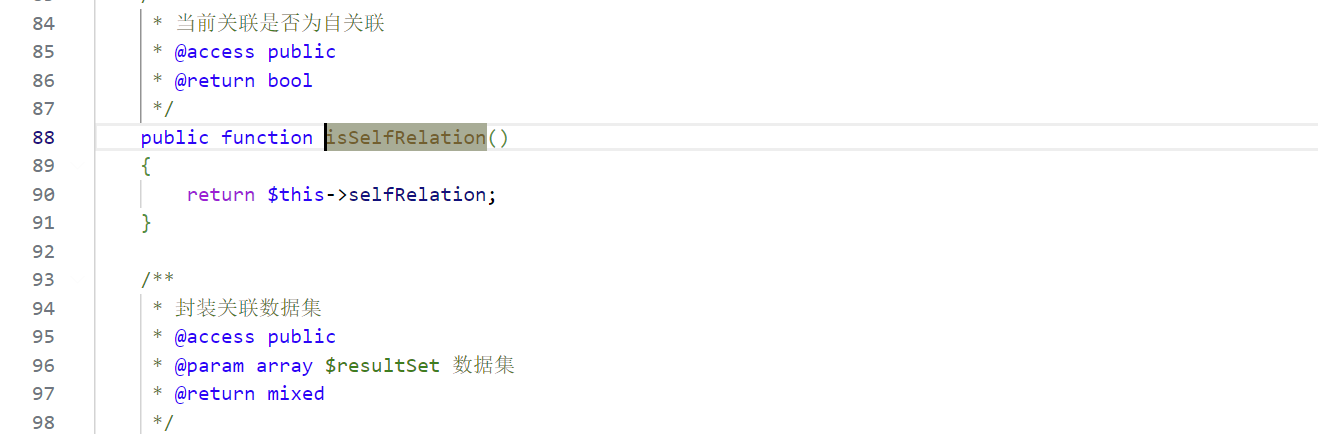 84 * 当前关联是否为自关联
85 * @access public
86 * @return bool
87 */
88 public function isSelfRelation()
89 {
90 return $this->selfRelation;
91 }
92
93 /**
94 * 封装关联数据集
95 * @access public
96 * @param array $resultSet 数据集
97 * @return mixed
98 */